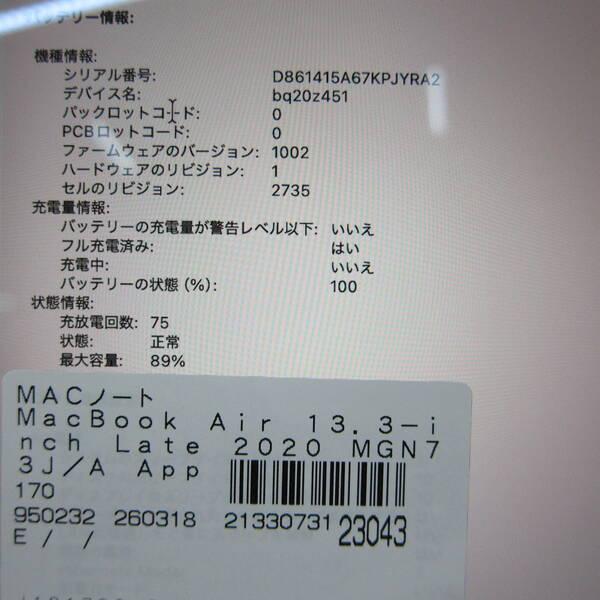 バッテリー情報:
機種情報:
シリアル番号: D861415A67KPJYRA2
デバイス名: bq20z451
パックロットコード: 0
PCBロットコード: 0
ファームウェアのバージョン: 1002
ハードウェアのリビジョン: 1
セルのリビジョン: 2735
充電量情報:
バッテリーの充電量が警告レベル以下: いいえ
フル充電済み: はい
充電中: いいえ
バッテリーの状態（%）: 100
状態情報:
充放電回数: 75
状態: 正常
最大容量: 89%
MACノート
MacBook Air 13.3-i
nch Late 2020 MGN7
3J/A App
170
950232 260318 21330731 23043
E / /